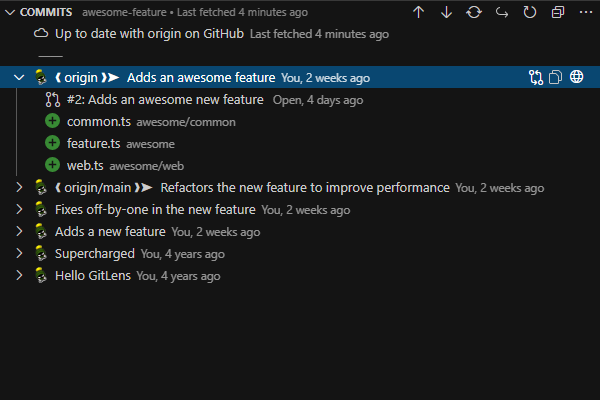 COMMITS awesome-feature • Last fetched 4 minutes ago
Up to date with origin on GitHub Last fetched 4 minutes ago
❰ origin ❱➤ Adds an awesome feature You, 2 weeks ago
#2: Adds an awesome new feature Open, 4 days ago
common.ts awesome/common
feature.ts awesome
web.ts awesome/web
❰ origin/main ❱➤ Refactors the new feature to improve performance You, 2 weeks ago
Fixes off-by-one in the new feature You, 2 weeks ago
Adds a new feature You, 2 weeks ago
Supercharged You, 4 years ago
Hello GitLens You, 4 years ago